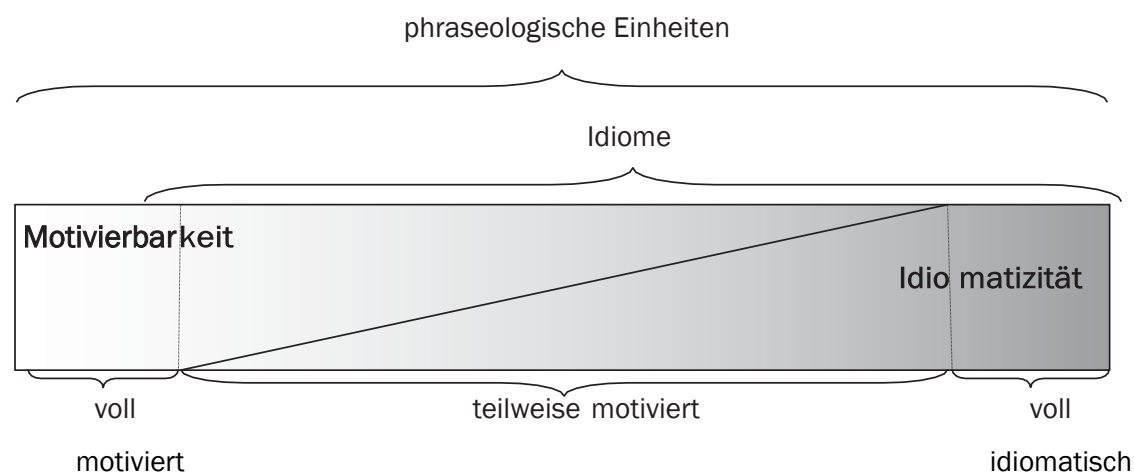 phraseologische Einheiten
Idiome
Motivierbarkeit
Idio matizität
voll teilweise motiviert voll
motiviert idiomatisch